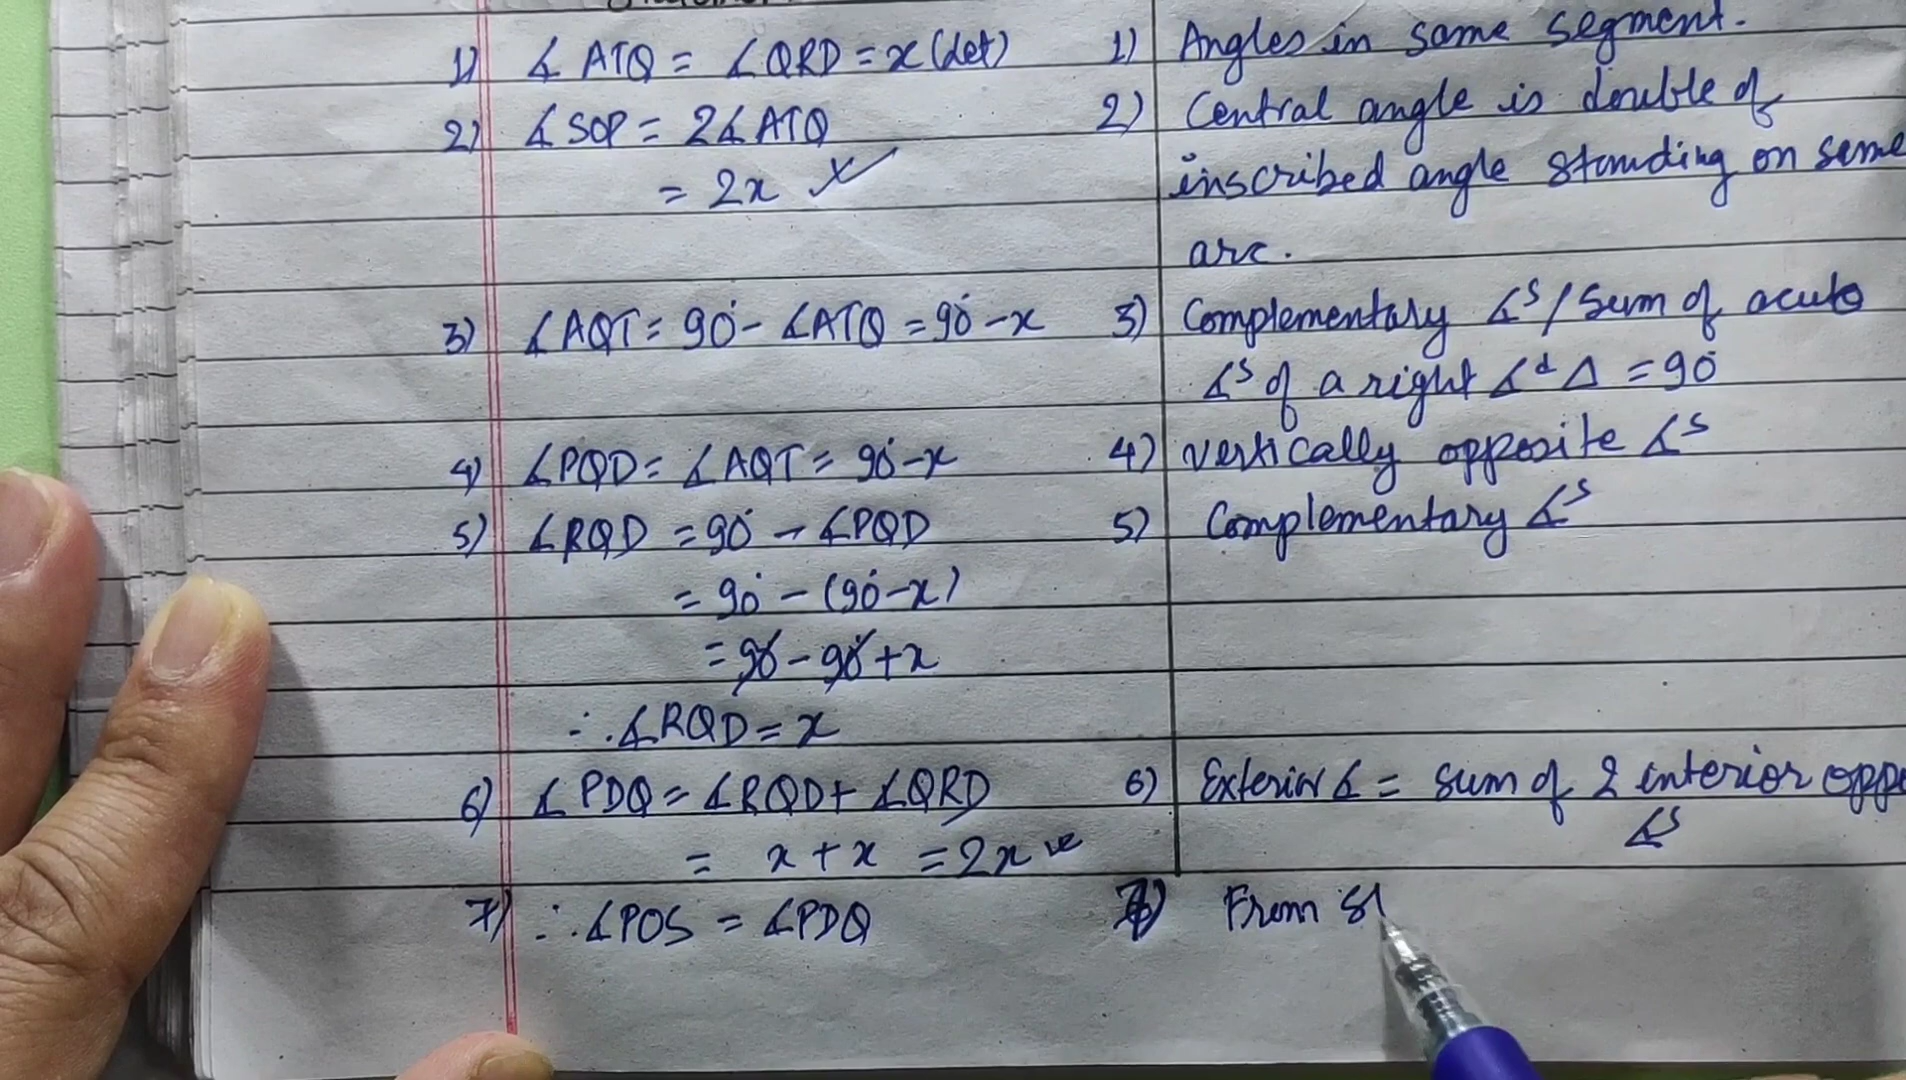 1) ∠ATQ = ∠QRD = x (let) 1) Angles in same segment.
2) ∠SOP = 2∠ATQ 2) Central angle is double of
= 2x inscribed angle standing on same
arc.
3) ∠AQT = 90° - ∠ATQ = 90° - x 3) Complementary ∠s / Sum of acute
∠s of a right ∠d Δ = 90°
4) ∠PQD = ∠AQT = 90° - x 4) vertically opposite ∠s
5) ∠RQD = 90° - ∠PQD 5) Complementary ∠s
= 90° - (90° - x)
= 90° - 90° + x
∴ ∠RQD = x
6) ∠PDQ = ∠RQD + ∠QRD 6) Exterior ∠ = sum of 2 interior oppo
∠s
= x + x = 2x
7) ∴ ∠POS = ∠PDQ 7) From st